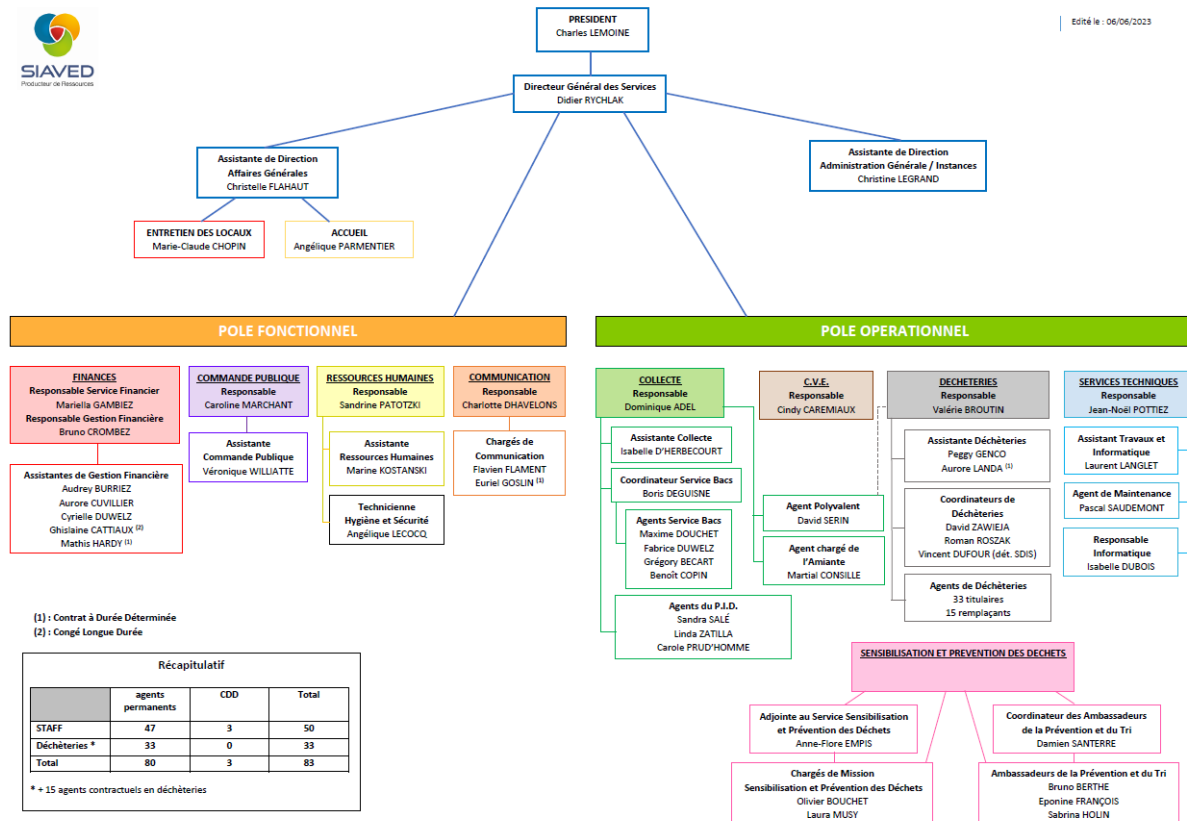 SIAVED
Producteur de Ressources
PRESIDENT
Charles LEMOINE
Edité le : 06/06/2023
Directeur Général des Services
Didier RYCHLAK
Assistante de Direction
Affaires Générales
Christelle FLAHAUT
Assistante de Direction
Administration Générale / Instances
Christine LEGRAND
ENTRETIEN DES LOCAUX
Marie-Claude CHOPIN
ACCUEIL
Angélique PARMENTIER
POLE FONCTIONNEL
FINANCES
Responsable Service Financier
Mariella GAMBIEZ
Responsable Gestion Financière
Bruno CROMBEZ
Assistantes de Gestion Financière
Audrey BURRIEZ
Aurore CUVILLIER
Cyrielle DUWELZ
Ghislaine CATTIAUX (2)
Mathis HARDY (1)
COMMANDE PUBLIQUE
Responsable
Caroline MARCHANT
Assistante
Commande Publique
Véronique WILLIATTE
RESSOURCES HUMAINES
Responsable
Sandrine PATOTZKI
Assistante
Ressources Humaines
Marine KOSTANSKI
Technicienne
Hygiène et Sécurité
Angélique LECOCQ
COMMUNICATION
Responsable
Charlotte DHAVELONS
Chargés de
Communication
Flavien FLAMENT
Euriel GOSLIN (1)
POLE OPERATIONNEL
COLLECTE
Responsable
Dominique ADEL
Assistante Collecte
Isabelle D'HERBECOURT
Coordinateur Service Bacs
Boris DEGUISNE
Agents Service Bacs
Maxime DOUCHET
Fabrice DUWELZ
Grégory BECART
Benoît COPIN
Agents du P.I.D.
Sandra SALÉ
Linda ZATILLA
Carole PRUD'HOMME
C.V.E.
Responsable
Cindy CAREMIAUX
Agent Polyvalent
David SERIN
Agent chargé de
l'Amiante
Martial CONSILLE
DECHETERIES
Responsable
Valérie BROUTIN
Assistante Déchèteries
Peggy GENCO
Aurore LANDA (1)
Coordinateurs de
Déchèteries
David ZAWIEJA
Roman ROSZAK
Vincent DUFOUR (dét. SDIS)
Agents de Déchèteries
33 titulaires
15 remplaçants
SERVICES TECHNIQUES
Responsable
Jean-Noël POTTIEZ
Assistant Travaux et
Informatique
Laurent LANGLET
Agent de Maintenance
Pascal SAUDEMONT
Responsable
Informatique
Isabelle DUBOIS
SENSIBILISATION ET PREVENTION DES DECHETS
Adjointe au Service Sensibilisation
et Prévention des Déchets
Anne-Flore EMPIS
Coordinateur des Ambassadeurs
de la Prévention et du Tri
Damien SANTERRE
Chargés de Mission
Sensibilisation et Prévention des Déchets
Olivier BOUCHET
Laura MUSY
Ambassadeurs de la Prévention et du Tri
Bruno BERTHE
Eponine FRANÇOIS
Sabrina HOLIN
(1) : Contrat à Durée Déterminée
(2) : Congé Longue Durée
Récapitulatif
agents permanents CDD Total
STAFF 47 3 50
Déchèteries * 33 0 33
Total 80 3 83
* + 15 agents contractuels en déchèteries